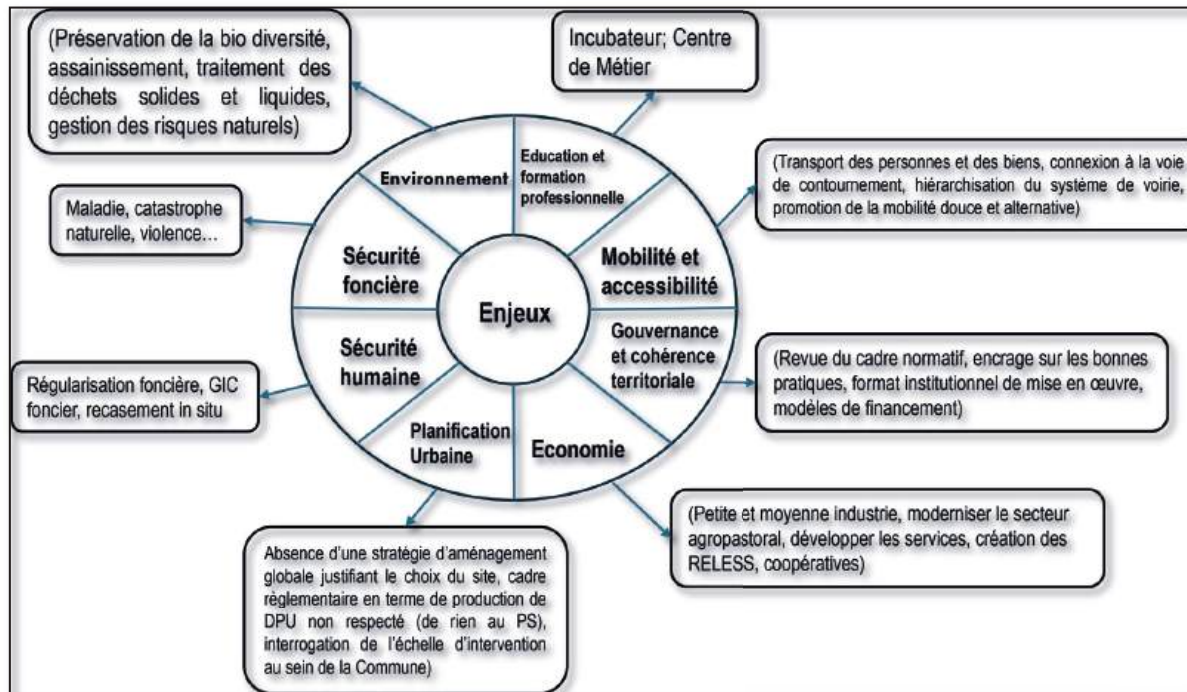 (Préservation de la bio diversité,
assainissement, traitement des
déchets solides et liquides,
gestion des risques naturels)
Incubateur; Centre
de Métier
(Transport des personnes et des biens, connexion à la voie
de contournement, hiérarchisation du système de voirie,
promotion de la mobilité douce et alternative)
Maladie, catastrophe
naturelle, violence…
Environnement
Education et
formation
professionnelle
Sécurité
foncière
Mobilité et
accessibilité
Enjeux
Sécurité
humaine
Gouvernance
et cohérence
territoriale
Régularisation foncière, GIC
foncier, recasement in situ
(Revue du cadre normatif, encrage sur les bonnes
pratiques, format institutionnel de mise en œuvre,
modèles de financement)
Planification
Urbaine
Economie
Absence d'une stratégie d'aménagement
globale justifiant le choix du site, cadre
règlementaire en terme de production de
DPU non respecté (de rien au PS),
interrogation de l'échelle d'intervention
au sein de la Commune)
(Petite et moyenne industrie, moderniser le secteur
agropastoral, développer les services, création des
RELESS, coopératives)